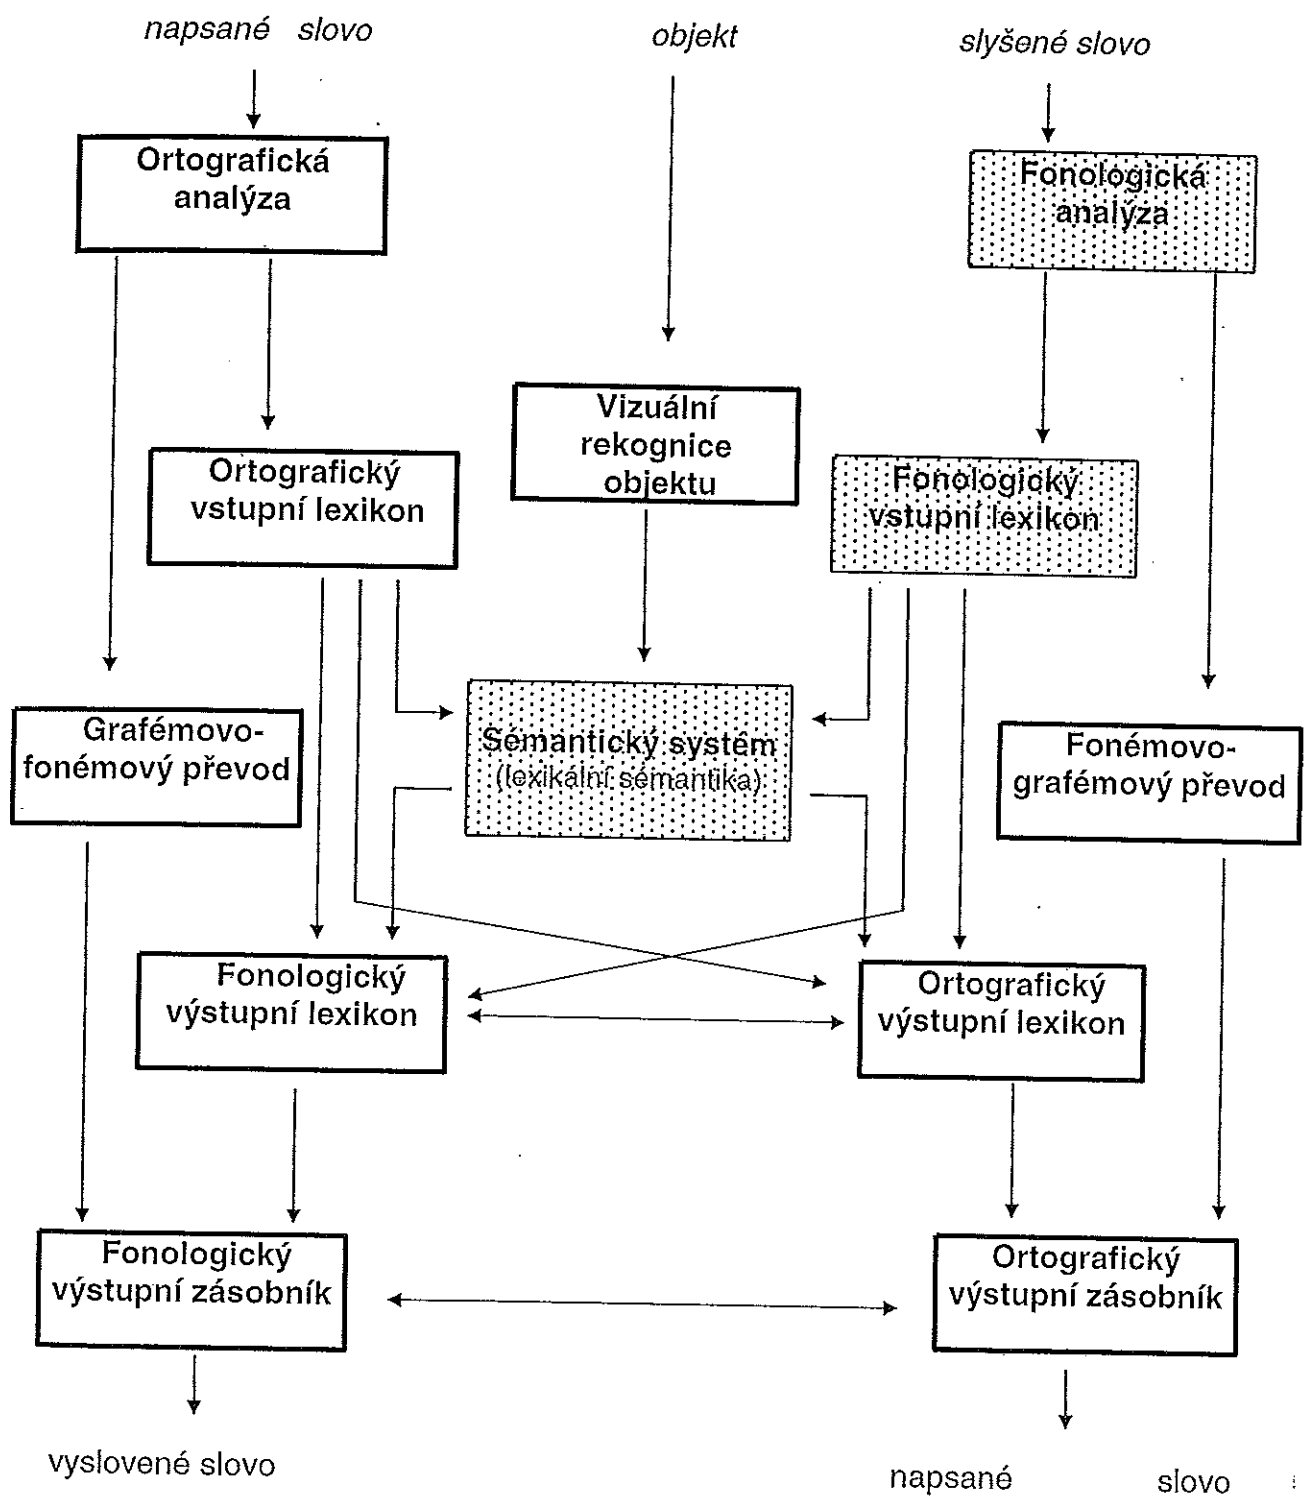 napsané slovo
objekt
slyšené slovo
Ortografická
analýza
Fonologická
analýza
Vizuální
rekognice
objektu
Ortografický
vstupní lexikon
Fonologický
vstupní lexikon
Sémantický systém
(lexikální sémantika)
Grafémovo-
fonémový převod
Fonémovo-
grafémový převod
Fonologický
výstupní lexikon
Ortografický
výstupní lexikon
Fonologický
výstupní zásobník
Ortografický
výstupní zásobník
vyslovené slovo
napsané slovo